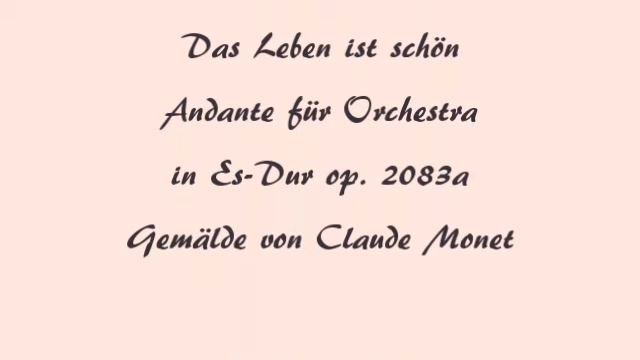 Das Leben ist schön
Andante für Orchestra
in Es-Dur op. 2083a
Gemälde von Claude Monet